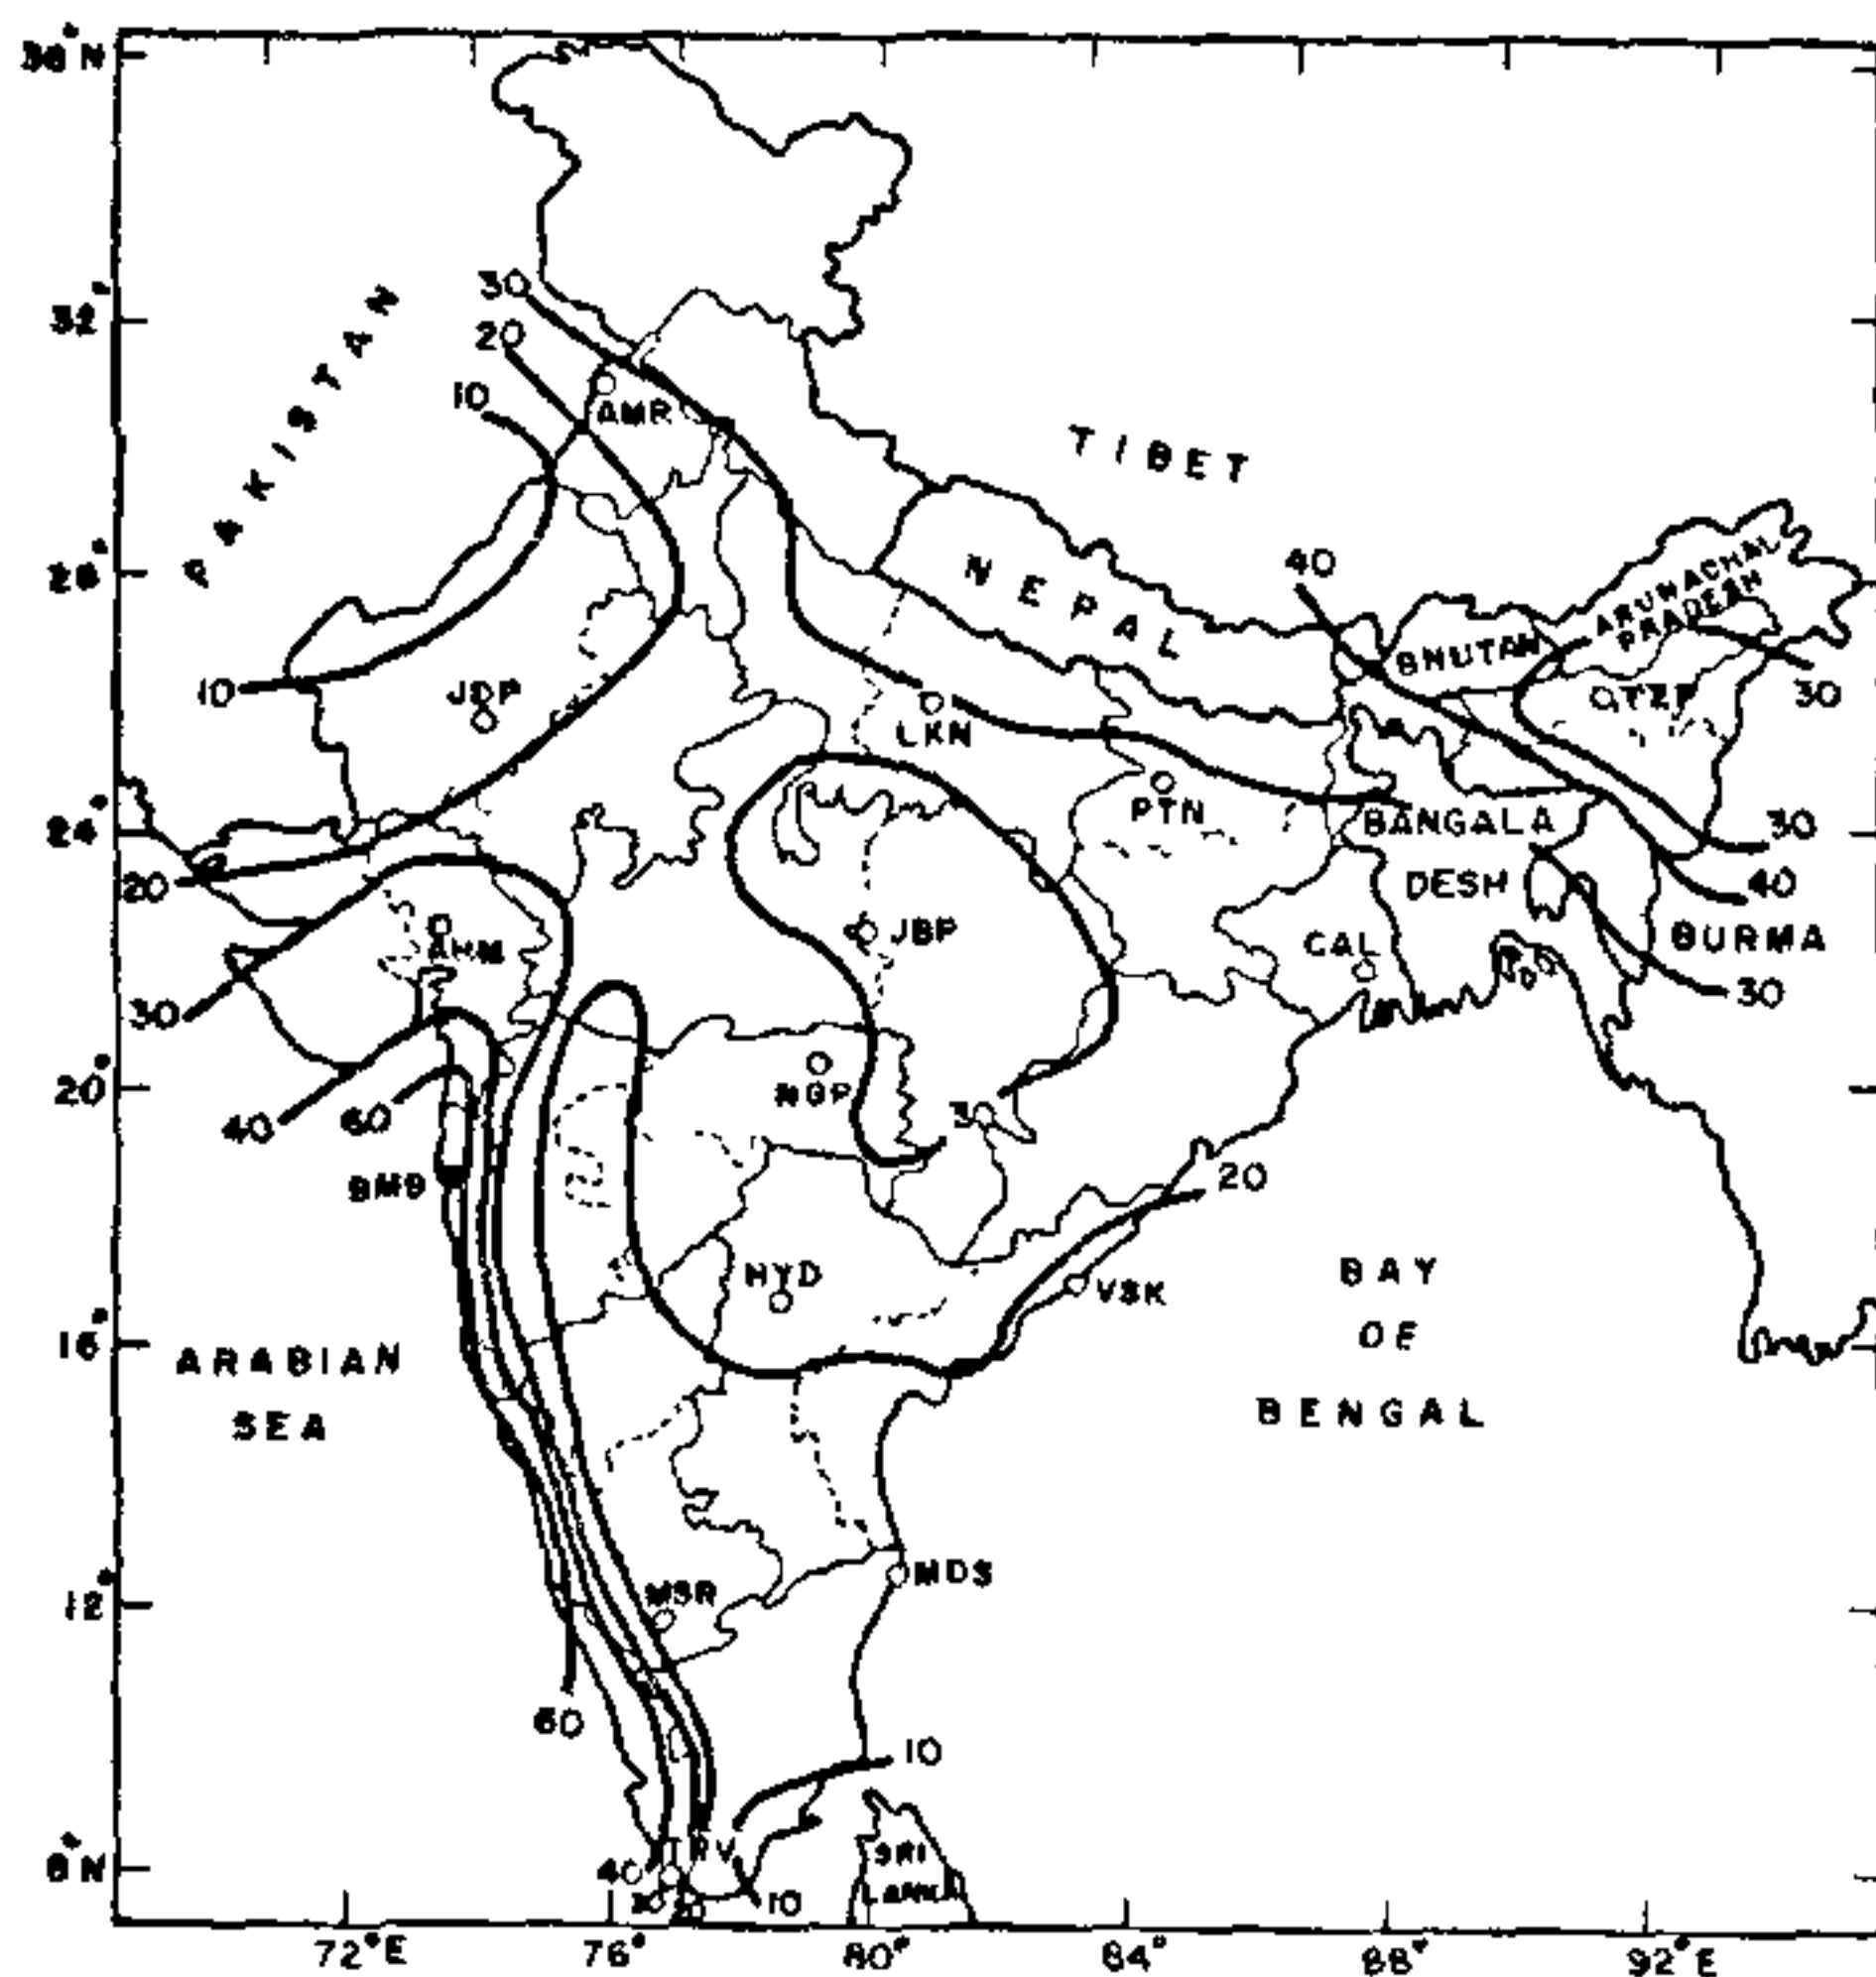 36°N
32°
28°
24°
20°
16°
12°
8°N
72°E
76°
80°
84°
88°
92°E
PAKISTAN
TIBET
NEPAL
BHUTAN
ARUNACHAL
PRADESH
BANGALA
DESH
BURMA
ARABIAN
SEA
BAY
OF
BENGAL
SRI
30
20
10
AMR
10
JDP
LKN
40
TZP
30
PTN
30
40
30
20
AHM
JBP
CAL
30
40
60
BMB
NGP
30
20
HYD
VSK
MSR
MDS
60
10
TRV
40
10